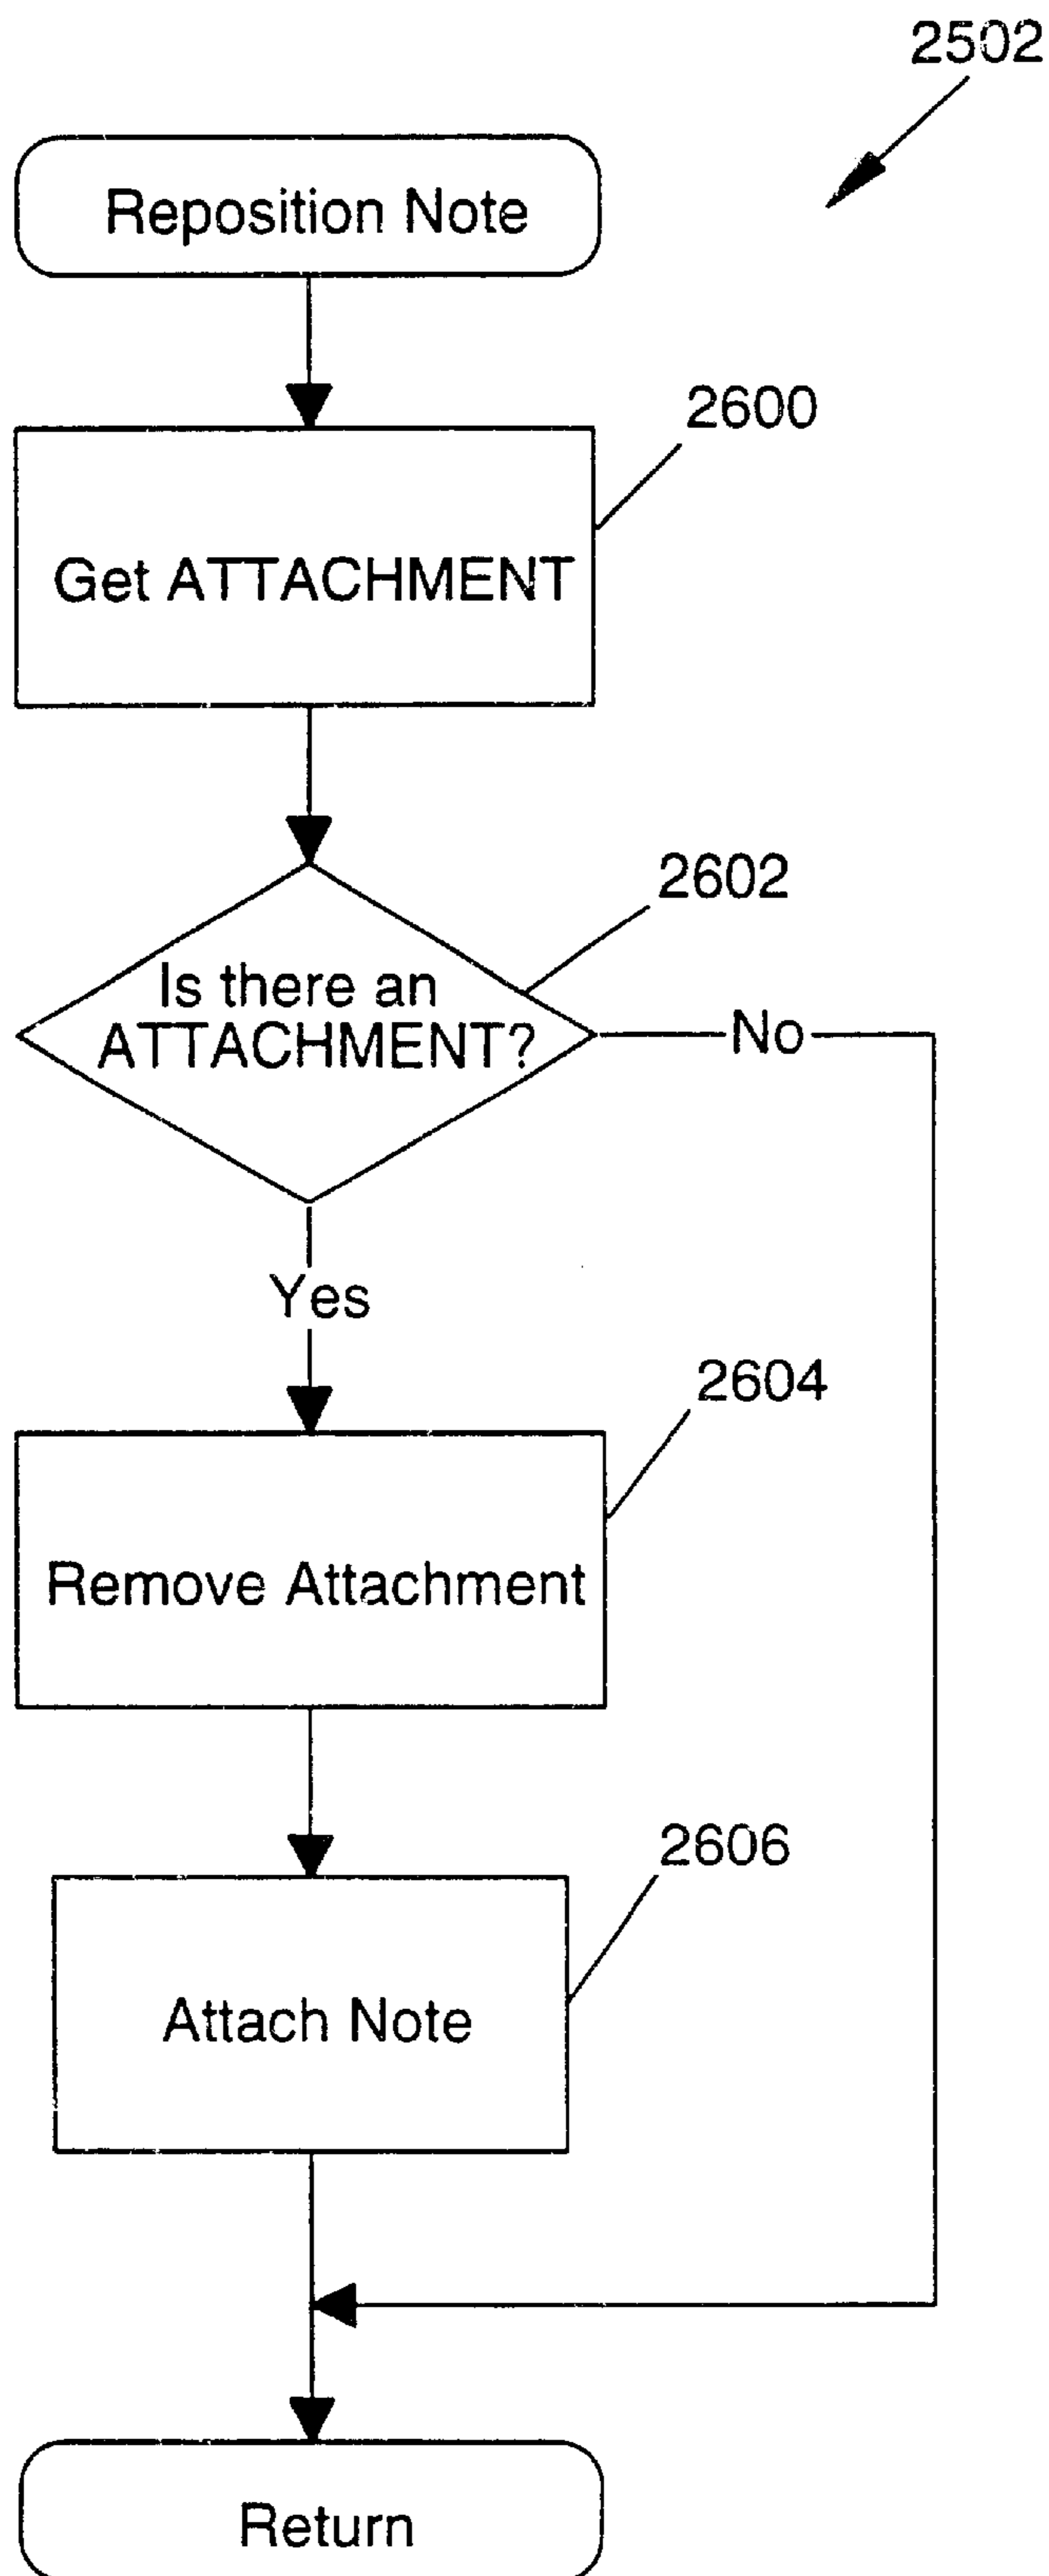 2502
Reposition Note
2600
Get ATTACHMENT
2602
Is there an
ATTACHMENT?
No
Yes
2604
Remove Attachment
2606
Attach Note
Return